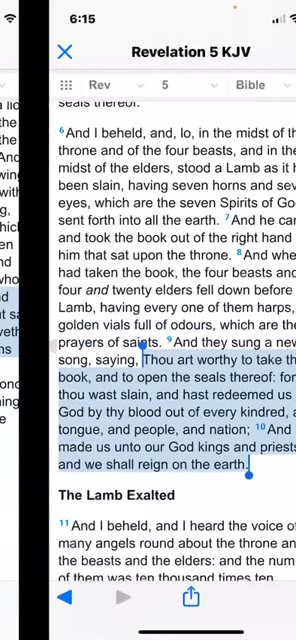 6:15
Revelation 5 KJV
Rev 5 Bible
seals thereof.
6 And I beheld, and, lo, in the midst of th
throne and of the four beasts, and in the
midst of the elders, stood a Lamb as it h
been slain, having seven horns and sev
eyes, which are the seven Spirits of Go
sent forth into all the earth. 7 And he car
and took the book out of the right hand
him that sat upon the throne. 8 And whe
had taken the book, the four beasts and
four and twenty elders fell down before
Lamb, having every one of them harps,
golden vials full of odours, which are the
prayers of saints. 9 And they sung a new
song, saying, Thou art worthy to take th
book, and to open the seals thereof: for
thou wast slain, and hast redeemed us
God by thy blood out of every kindred, a
tongue, and people, and nation; 10 And
made us unto our God kings and priests
and we shall reign on the earth.
The Lamb Exalted
11 And I beheld, and I heard the voice of
many angels round about the throne an
the beasts and the elders: and the num
of them was ten thousand times ten